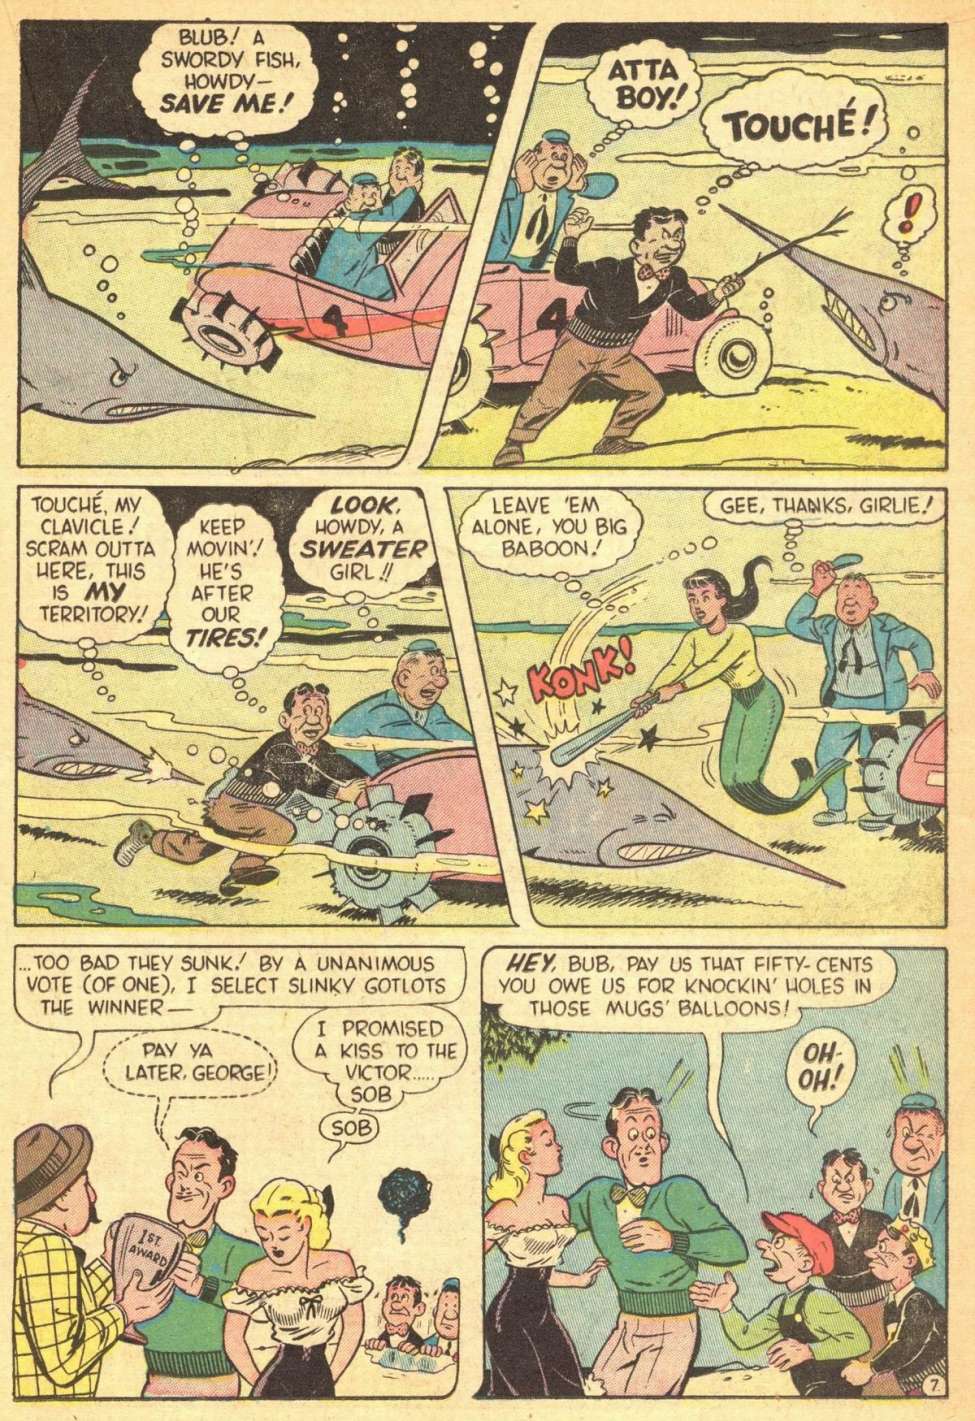 BLUB! A
SWORDY FISH,
HOWDY—
SAVE ME!
4
ATTA
BOY!
TOUCHÉ!
!
4
TOUCHÉ, MY
CLAVICLE!
SCRAM OUTTA
HERE, THIS
IS MY
TERRITORY!
KEEP
MOVIN'!
HE'S
AFTER
OUR
TIRES!
LOOK,
HOWDY, A
SWEATER
GIRL!!
LEAVE 'EM
ALONE, YOU BIG
BABOON!
GEE, THANKS, GIRLIE!
KONK!
...TOO BAD THEY SUNK! BY A UNANIMOUS
VOTE (OF ONE), I SELECT SLINKY GOTLOTS
THE WINNER—
PAY YA
LATER, GEORGE!
I PROMISED
A KISS TO THE
VICTOR.....
SOB
SOB
1ST.
AWARD
HEY, BUB, PAY US THAT FIFTY-CENTS
YOU OWE US FOR KNOCKIN' HOLES IN
THOSE MUGS' BALLOONS!
OH-
OH!
7